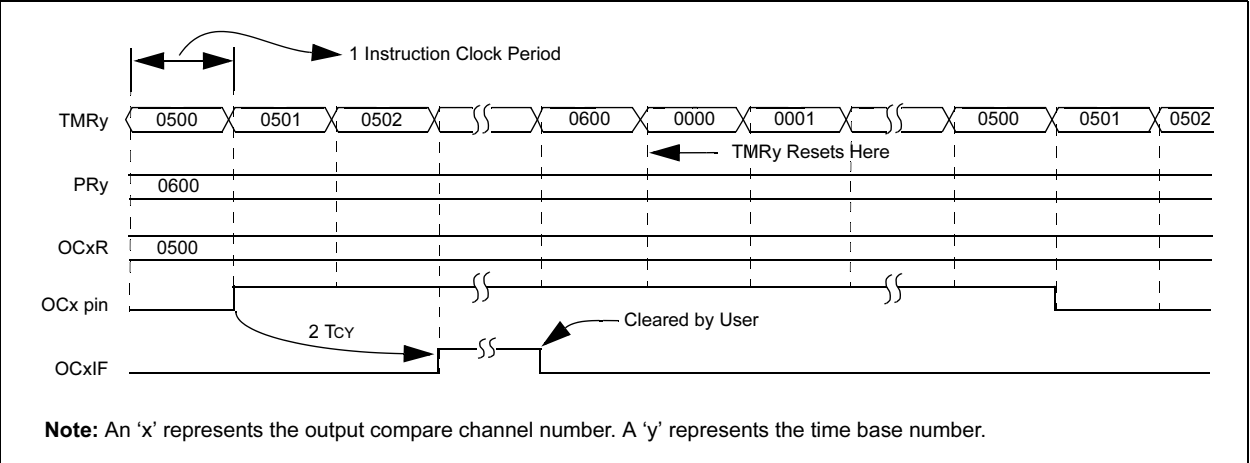 1 Instruction Clock Period
TMRy 0500 0501 0502 0600 0000 0001 0500 0501 0502
TMRy Resets Here
PRy 0600
OCxR 0500
OCx pin
Cleared by User
2 TCY
OCxIF
Note: An ‘x’ represents the output compare channel number. A ‘y’ represents the time base number.